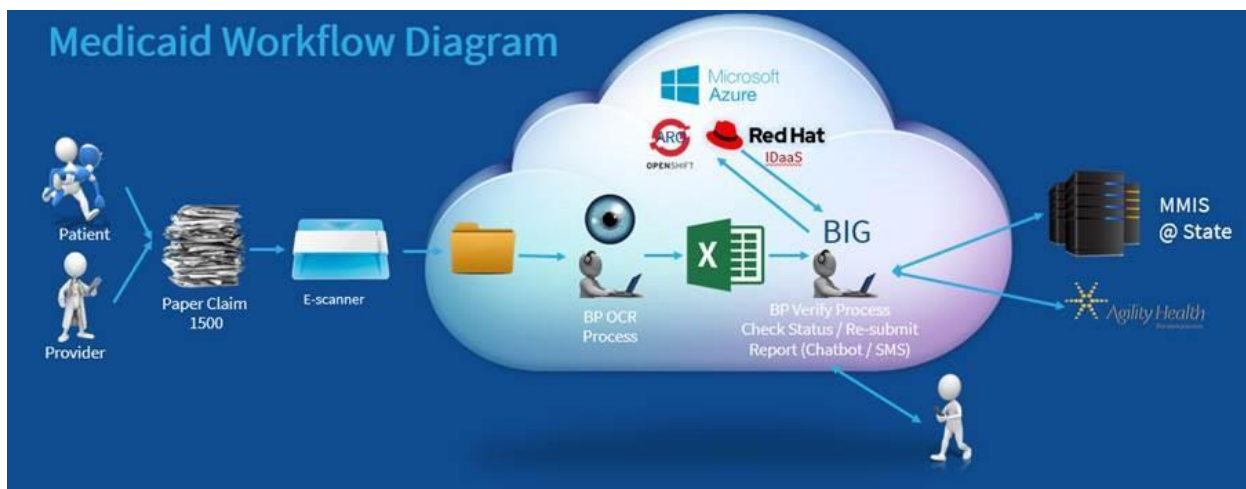 Medicaid Workflow Diagram
Microsoft
Azure
ARO
OPENSHIFT
Red Hat
IDaaS
Patient
Provider
Paper Claim
1500
E-scanner
BP OCR
Process
X
BIG
BP Verify Process
Check Status / Re-submit
Report (Chatbot / SMS)
MMIS
@ State
Agility Health